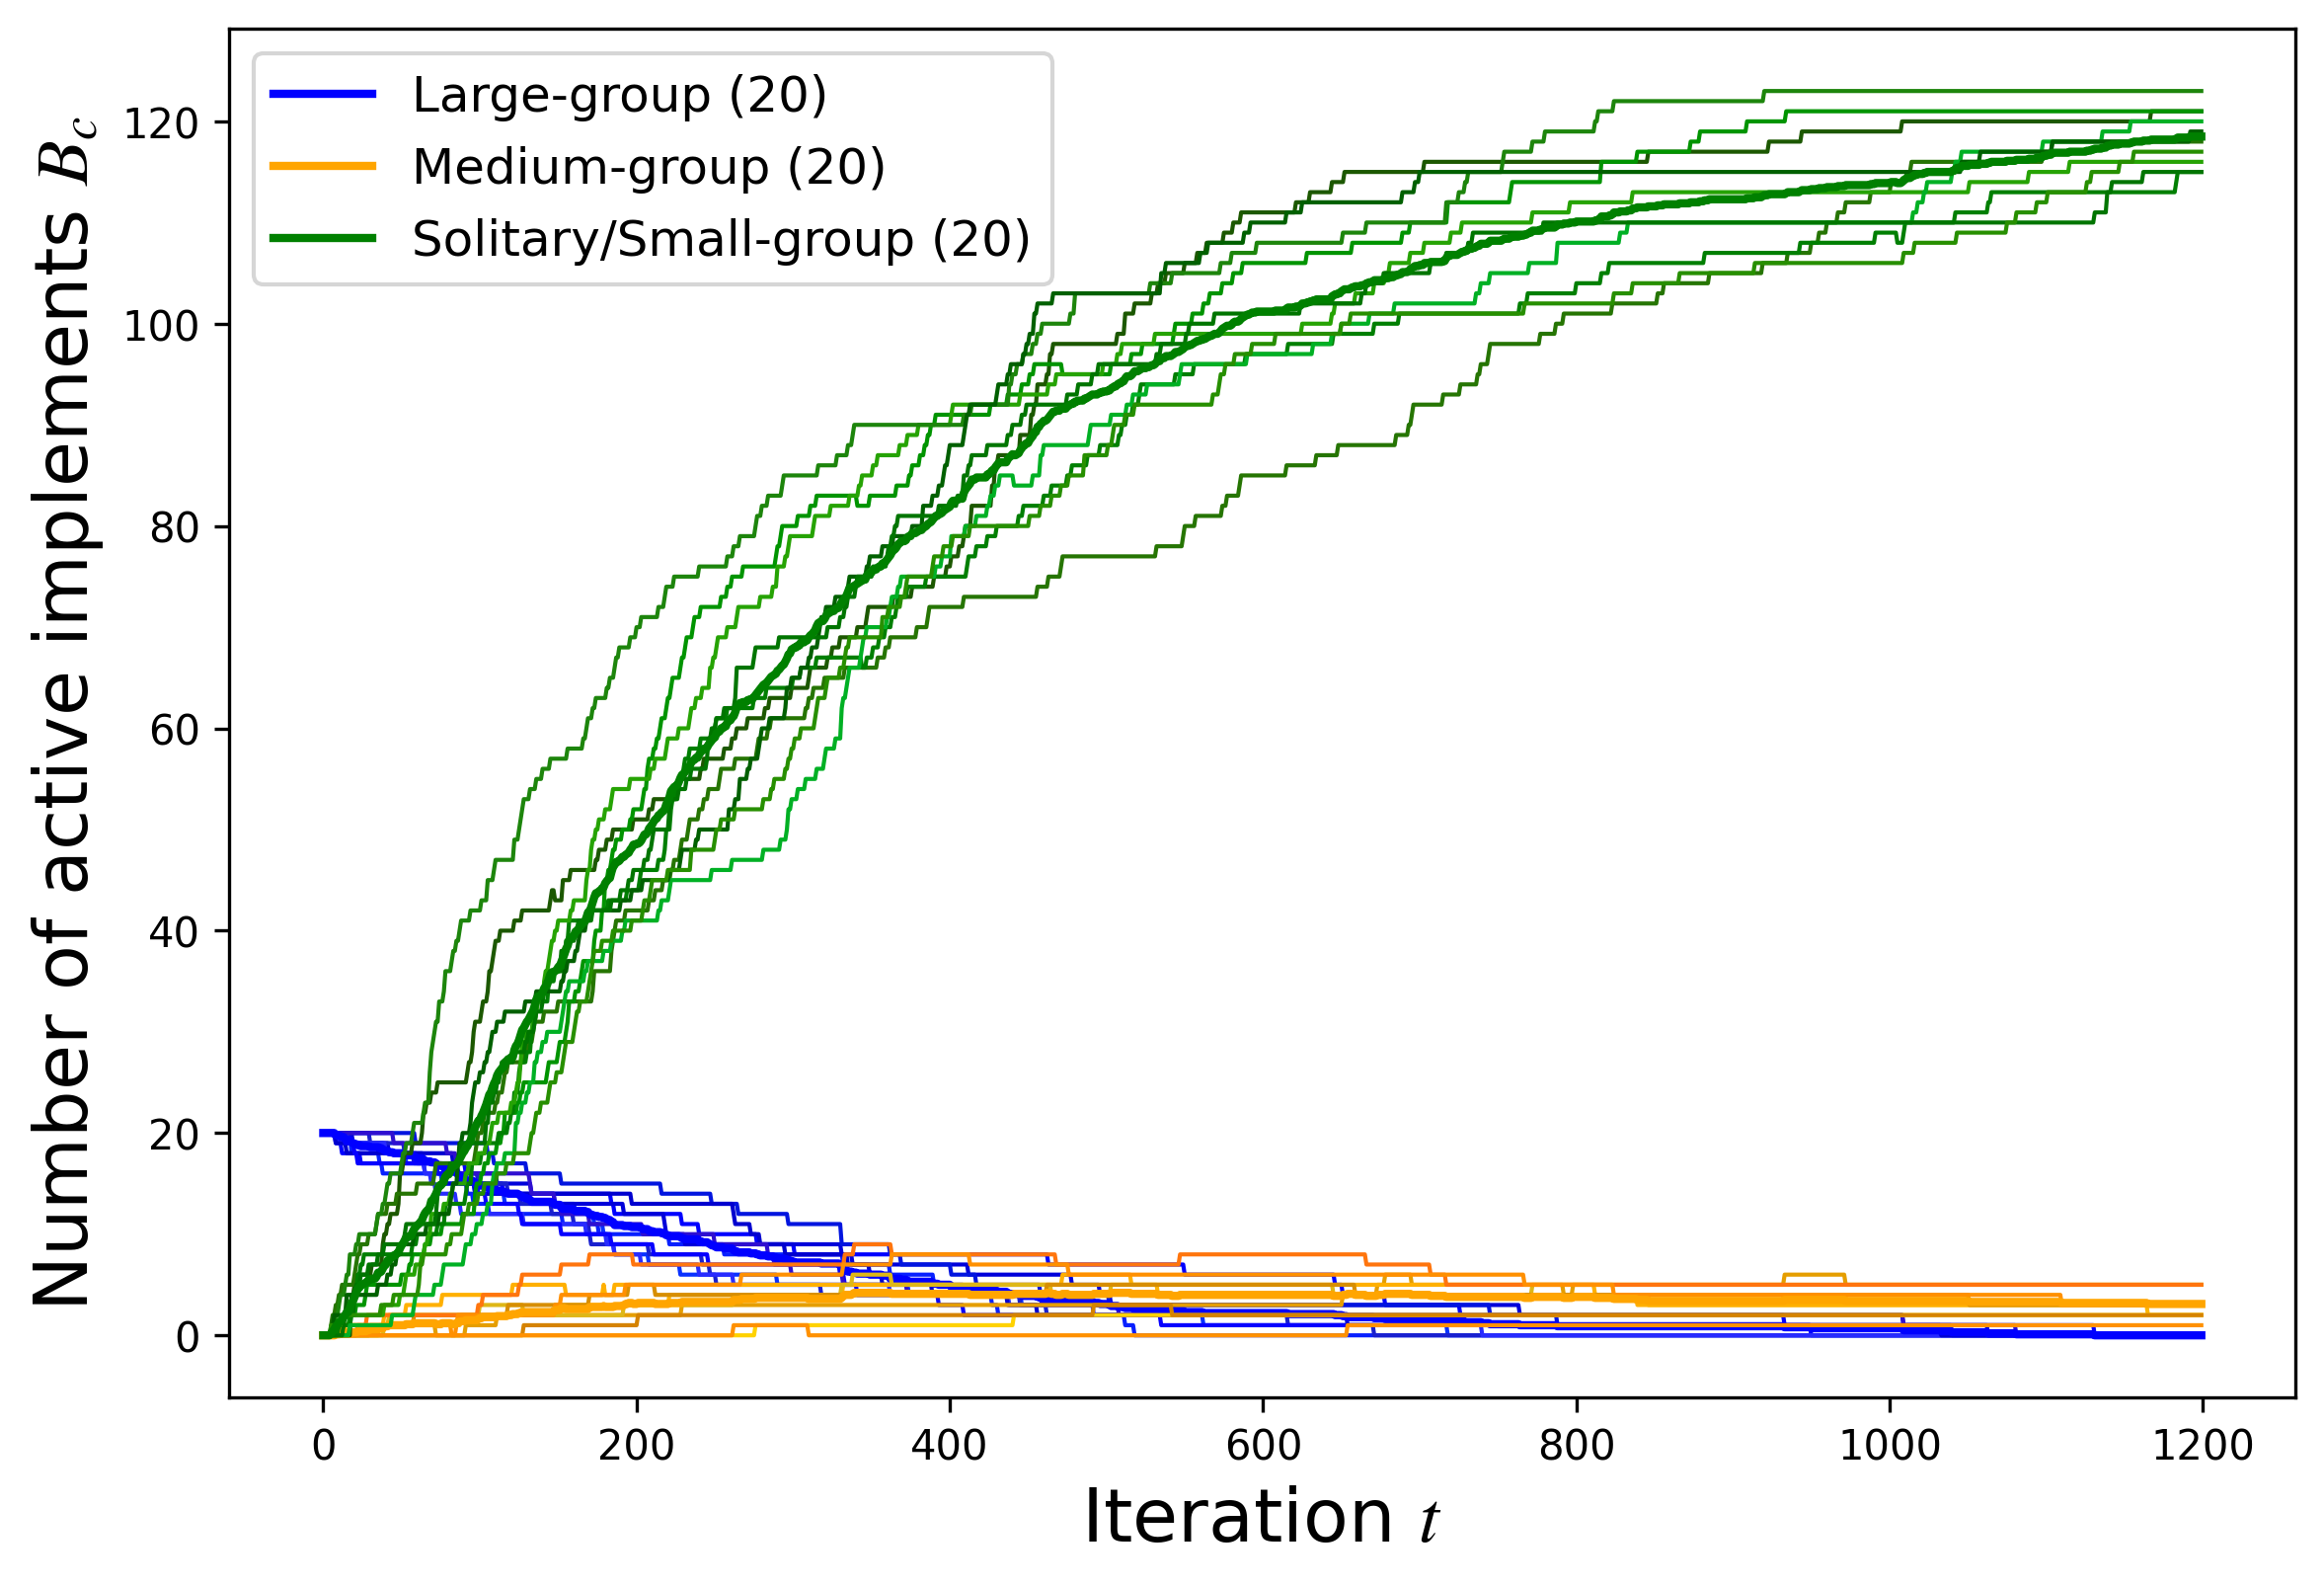 Number of active implements B_c
120
100
80
60
40
20
0
Large-group (20)
Medium-group (20)
Solitary/Small-group (20)
0 200 400 600 800 1000 1200
Iteration t